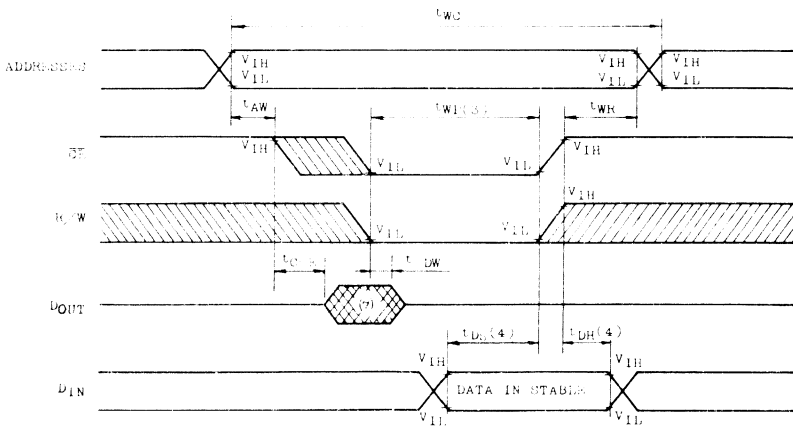 tWC
ADDRESSES
VIH
VIL
VIH
VIL
VIH
VIL
tAW
tWP(3)
tWR
CE
VIH
VIL
VIL
VIH
R/W
VIL
VIL
VIH
tODW
DOUT
(7)
tDS(4)
tDH(4)
DIN
VIH
VIL
DATA IN STABLE
VIH
VIL